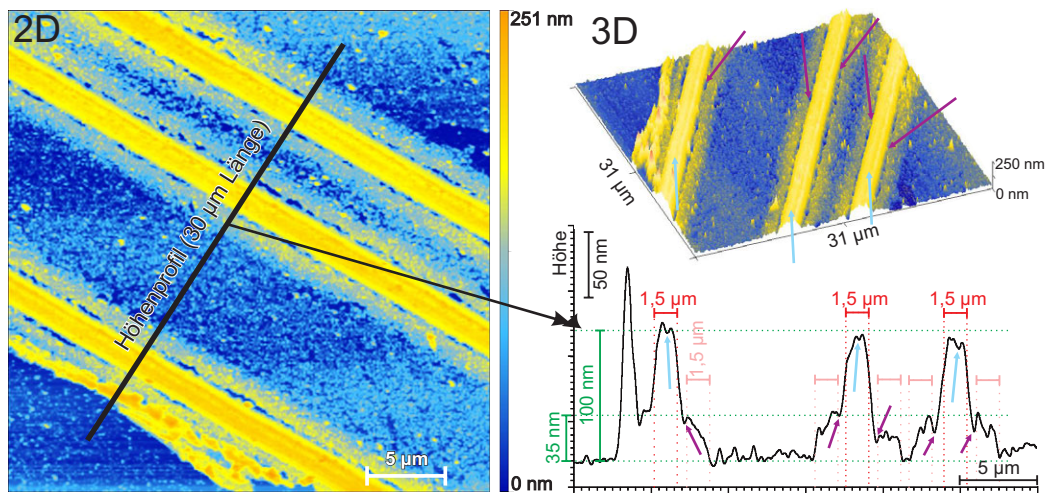 2D
251 nm
0 nm
Höhenprofil (30 µm Länge)
5 µm
3D
250 nm
0 nm
31 µm
31 µm
Höhe
50 nm
1,5 µm
1,5 µm
1,5 µm
1,5 µm
100 nm
35 nm
5 µm